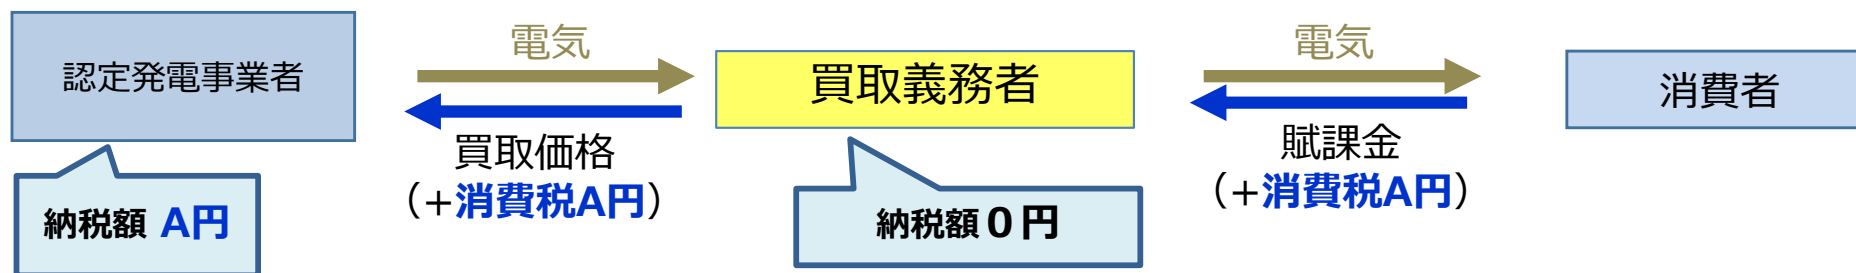 認定発電事業者
電気
買取価格
（+消費税A円）
納税額 A円
買取義務者
納税額０円
電気
賦課金
（+消費税A円）
消費者